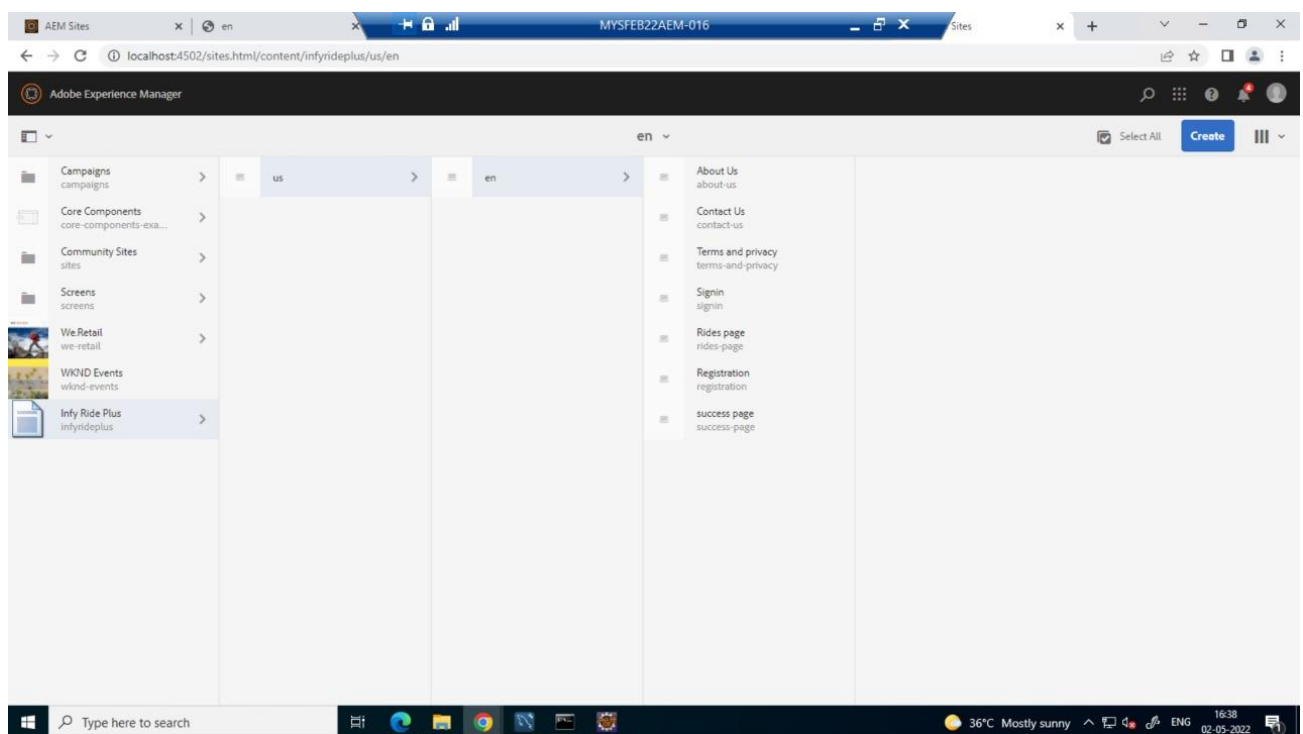 AEM Sites
en
MYSFEB22AEM-016
Sites
localhost:4502/sites.html/content/infyrideplus/us/en
Adobe Experience Manager
4
en
Select All
Create
Campaigns
campaigns
Core Components
core-components-exa...
Community Sites
sites
Screens
screens
We.Retail
we-retail
WKND Events
wknd-events
Infy Ride Plus
infyrideplus
us
en
About Us
about-us
Contact Us
contact-us
Terms and privacy
terms-and-privacy
Signin
signin
Rides page
rides-page
Registration
registration
success page
success-page
Type here to search
36°C Mostly sunny
ENG
16:38
02-05-2022